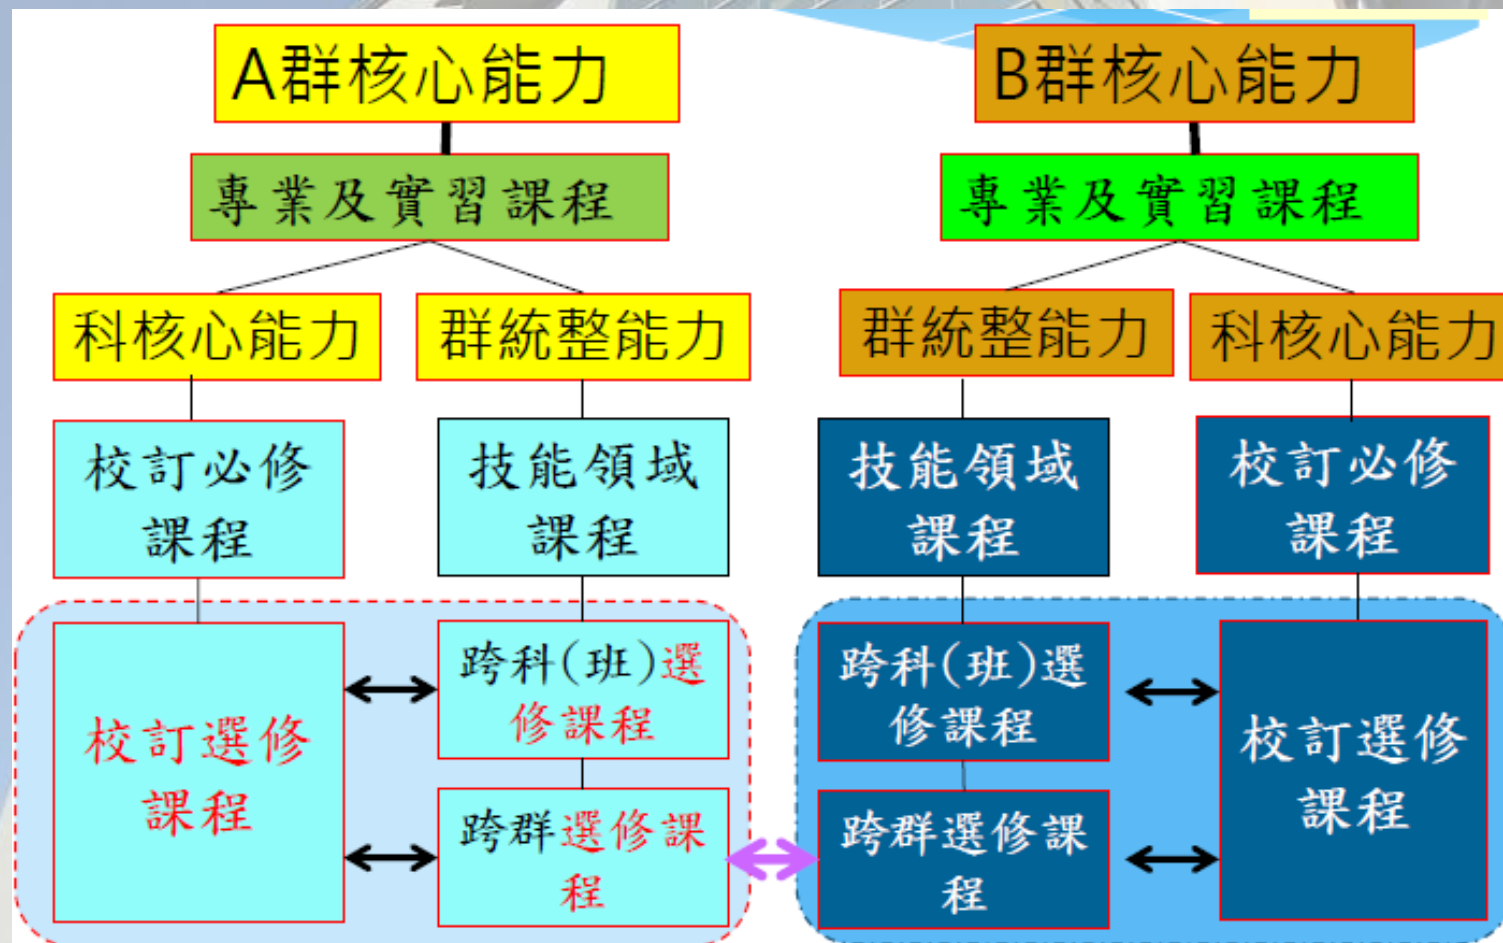 A群核心能力
專業及實習課程
科核心能力
群統整能力
校訂必修
課程
技能領域
課程
校訂選修
課程
跨科(班)選
修課程
跨群選修課
程
B群核心能力
專業及實習課程
群統整能力
科核心能力
技能領域
課程
校訂必修
課程
跨科(班)選
修課程
跨群選修課
程
校訂選修
課程